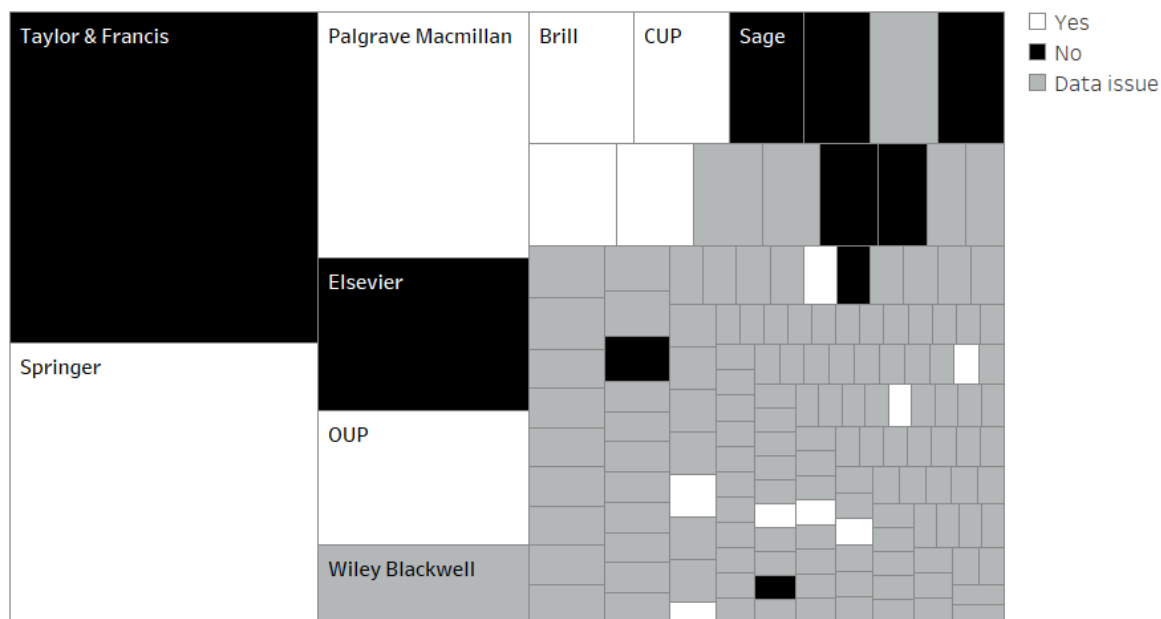 Taylor & Francis
Palgrave Macmillan
Brill
CUP
Sage
Yes
No
Data issue
Elsevier
Springer
OUP
Wiley Blackwell